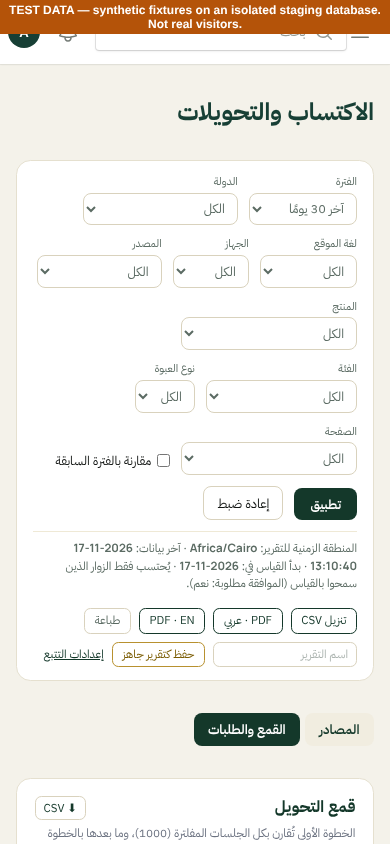 TEST DATA — synthetic fixtures on an isolated staging database.
Not real visitors.
A
الاكتساب والتحويلات
الفترة
الدولة
آخر 30 يومًا
الكل
لغة الموقع
الجهاز
المصدر
الكل
الكل
الكل
المنتج
الكل
الفئة
نوع العبوة
الكل
الكل
الصفحة
الكل
مقارنة بالفترة السابقة
تطبيق
إعادة ضبط
المنطقة الزمنية للتقرير: Africa/Cairo · آخر بيانات: 2026-11-17
13:10:40 · بدأ القياس في: 2026-11-17 · يُحتسب فقط الزوار الذين
سمحوا بالقياس (الموافقة مطلوبة: نعم).
تنزيل CSV
PDF · عربي
PDF · EN
طباعة
اسم التقرير
حفظ كتقرير جاهز
إعدادات التتبع
المصادر
القمع والطلبات
قمع التحويل
⬇ CSV
الخطوة الأولى تُقارن بكل الجلسات المفلترة (1000)، وما بعدها بالخطوة